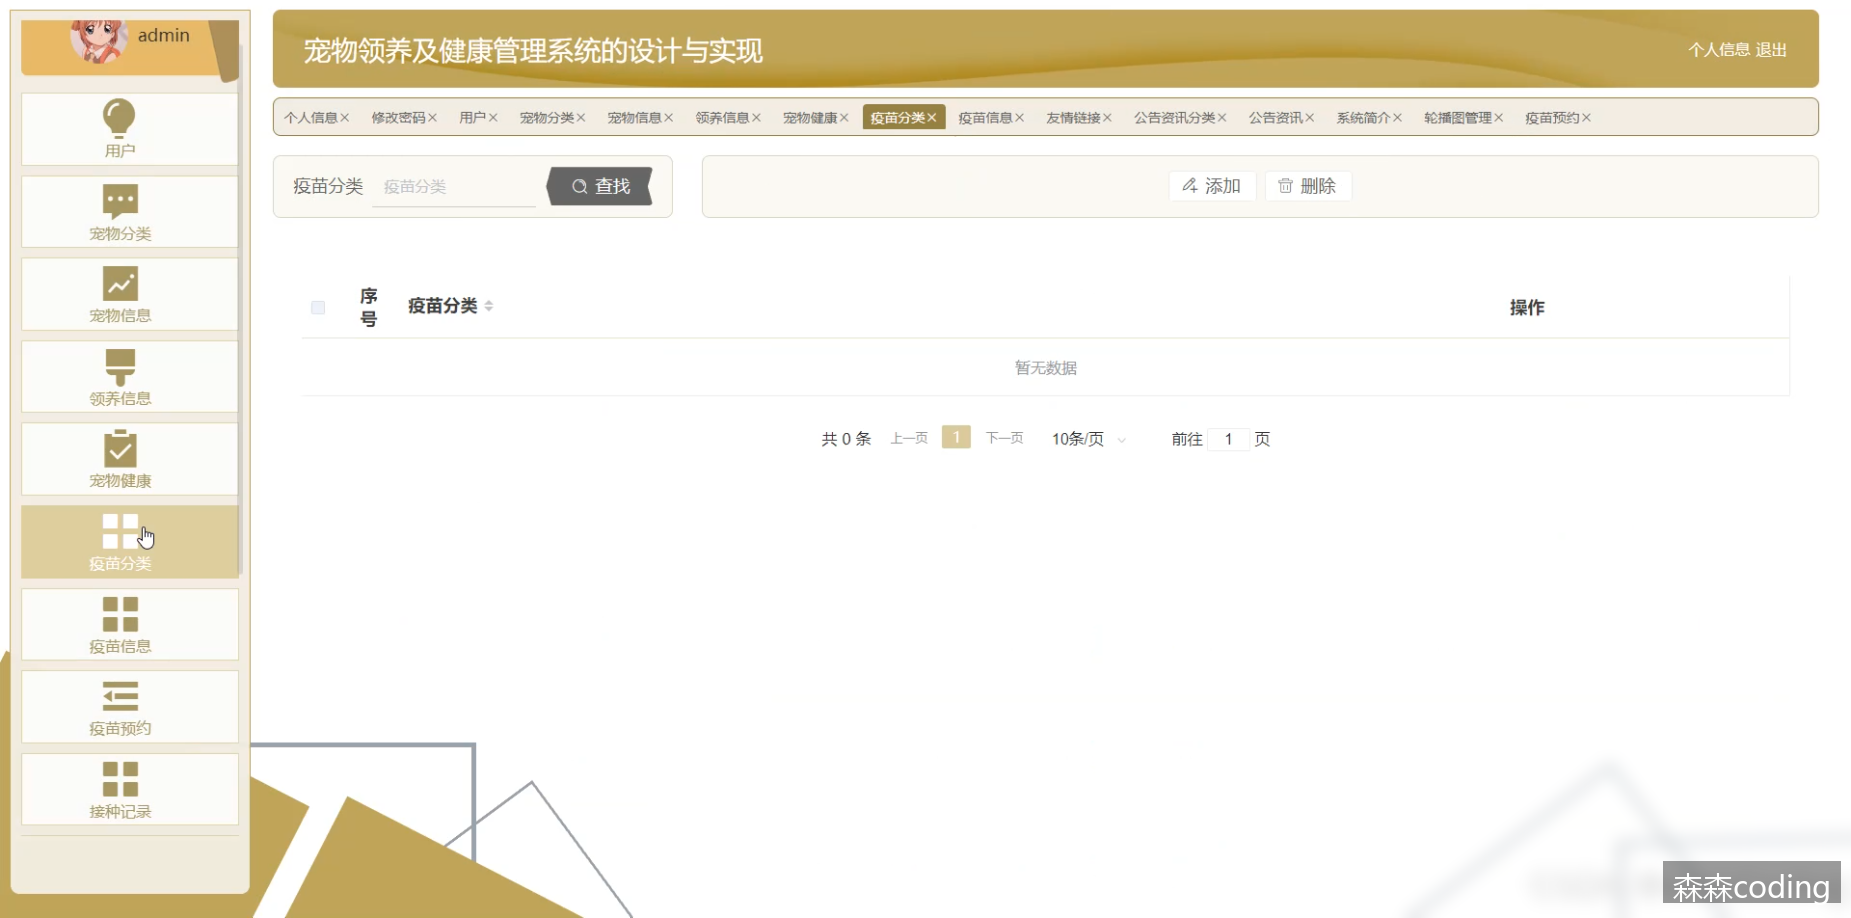 admin
用户
宠物分类
宠物信息
领养信息
宠物健康
疫苗分类
疫苗信息
疫苗预约
接种记录
宠物领养及健康管理系统的设计与实现
个人信息 退出
个人信息× 修改密码× 用户× 宠物分类× 宠物信息× 领养信息× 宠物健康× 疫苗分类× 疫苗信息× 友情链接× 公告资讯分类× 公告资讯× 系统简介× 轮播图管理× 疫苗预约×
疫苗分类 疫苗分类 查找
添加 删除
序号 疫苗分类 操作
暂无数据
共 0 条 上一页 1 下一页 10条/页 前往 1 页
森森coding